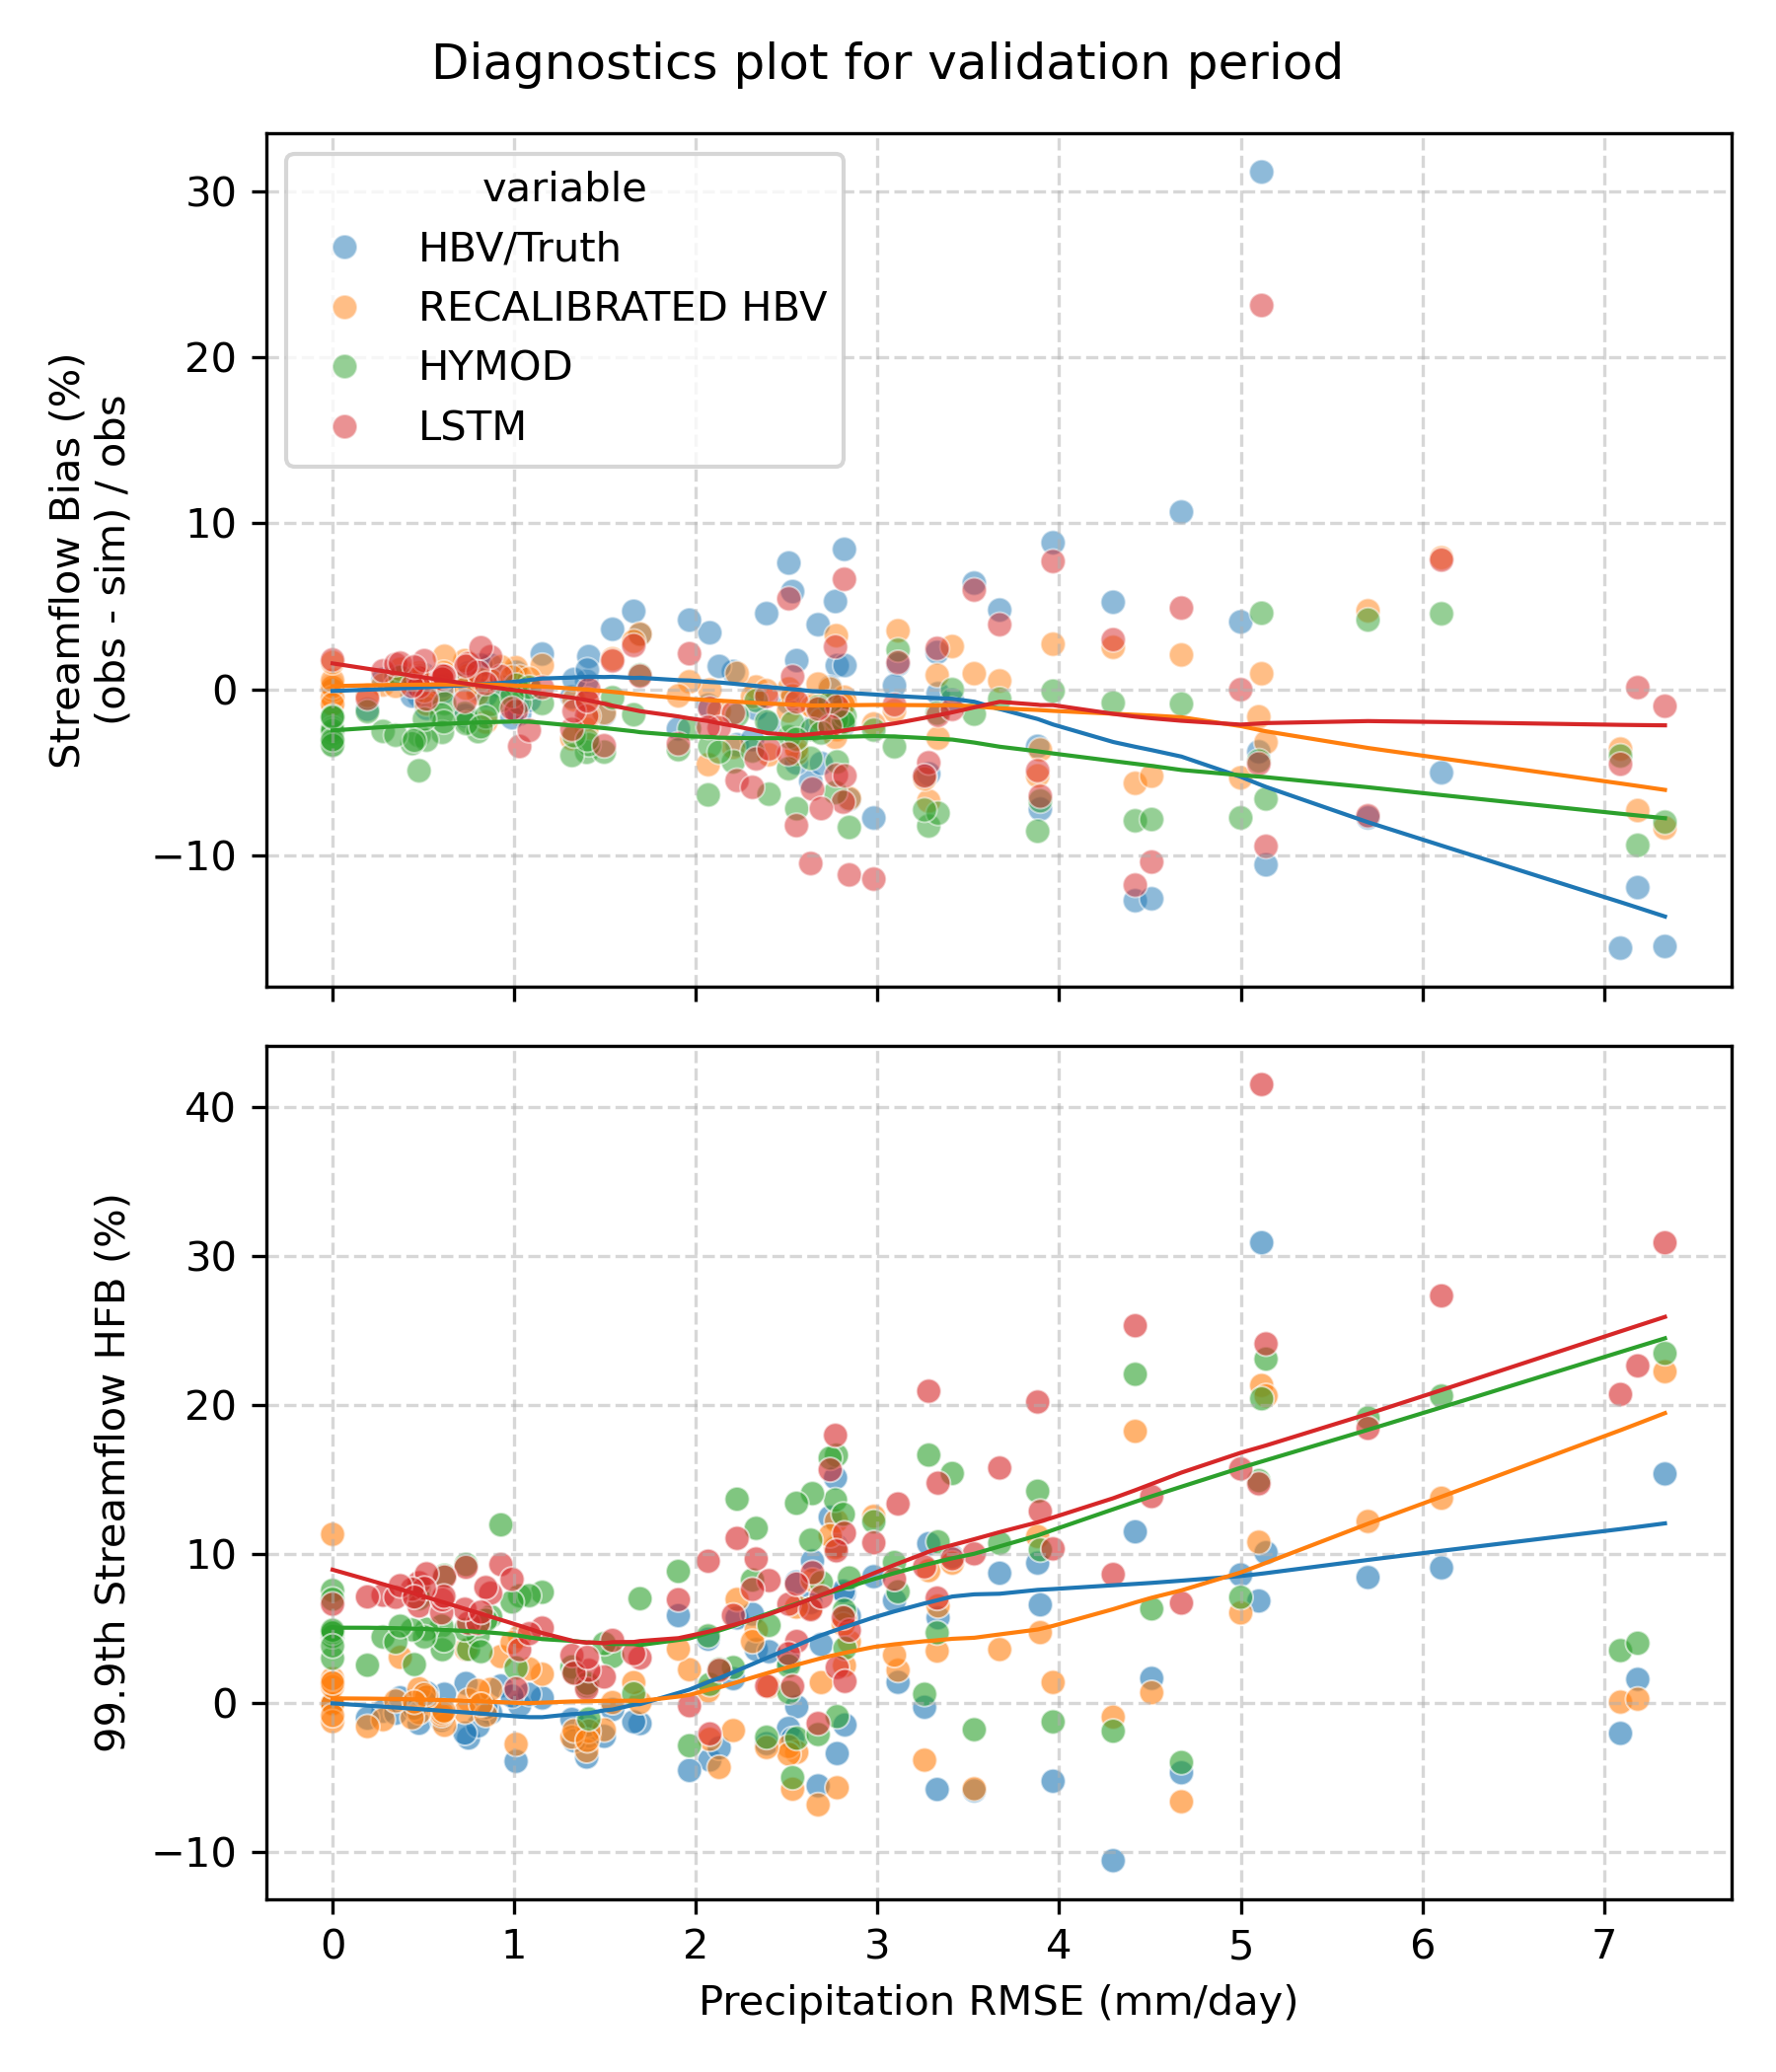 Diagnostics plot for validation period
variable
HBV/Truth
RECALIBRATED HBV
HYMOD
LSTM
Streamflow Bias (%)
(obs - sim) / obs
30
20
10
0
−10
99.9th Streamflow HFB (%)
40
30
20
10
0
−10
0 1 2 3 4 5 6 7
Precipitation RMSE (mm/day)